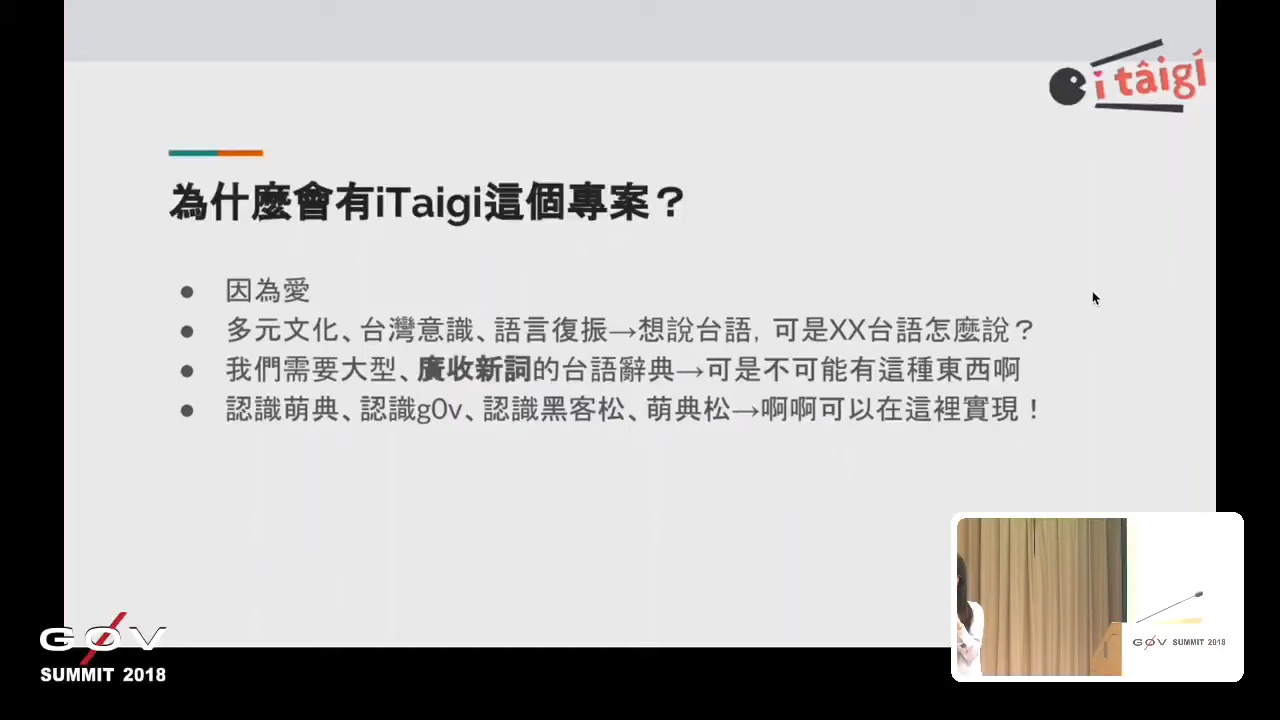 i tâigí
為什麼會有iTaigi這個專案？
● 因為愛
● 多元文化、台灣意識、語言復振→想說台語，可是XX台語怎麼說？
● 我們需要大型、廣收新詞的台語辭典→可是不可能有這種東西啊
● 認識萌典、認識g0v、認識黑客松、萌典松→啊啊可以在這裡實現！
GØV
SUMMIT 2018
GØV SUMMIT 2018